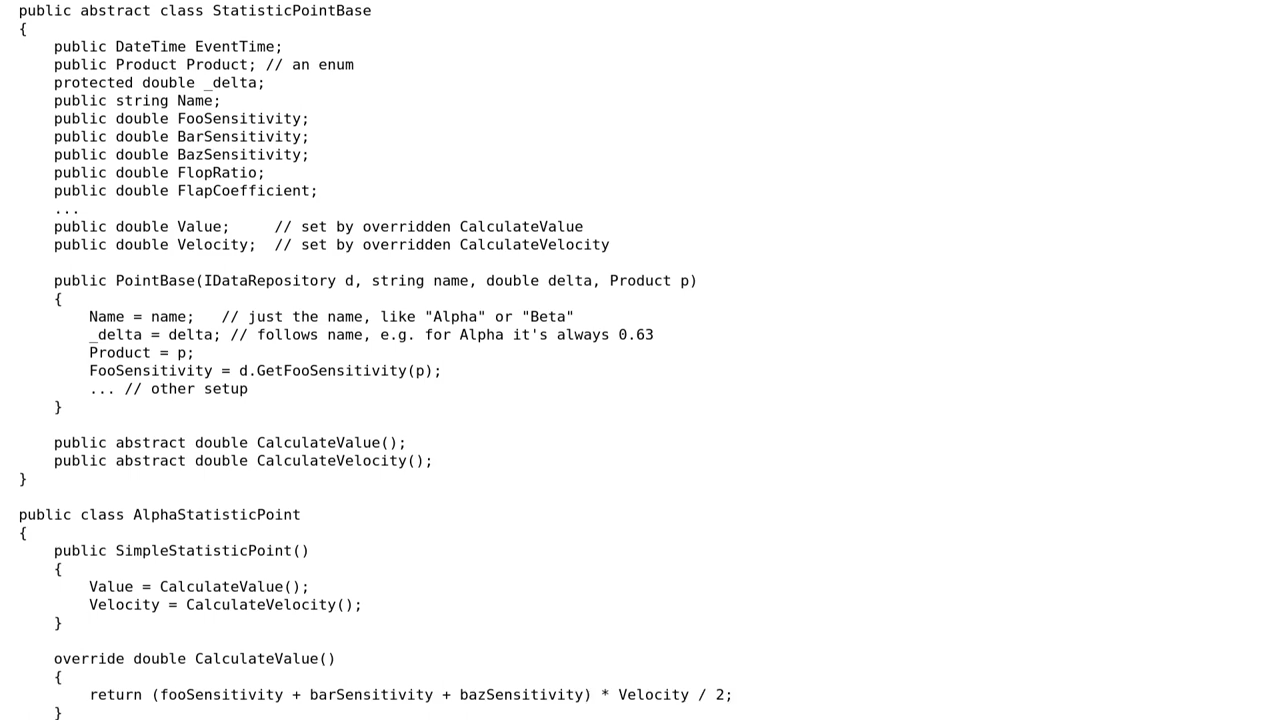 public abstract class StatisticPointBase
{
    public DateTime EventTime;
    public Product Product; // an enum
    protected double _delta;
    public string Name;
    public double FooSensitivity;
    public double BarSensitivity;
    public double BazSensitivity;
    public double FlopRatio;
    public double FlapCoefficient;
    ...
    public double Value;     // set by overridden CalculateValue
    public double Velocity;  // set by overridden CalculateVelocity

    public PointBase(IDataRepository d, string name, double delta, Product p)
    {
        Name = name;   // just the name, like "Alpha" or "Beta"
        _delta = delta; // follows name, e.g. for Alpha it's always 0.63
        Product = p;
        FooSensitivity = d.GetFooSensitivity(p);
        ... // other setup
    }

    public abstract double CalculateValue();
    public abstract double CalculateVelocity();
}

public class AlphaStatisticPoint
{
    public SimpleStatisticPoint()
    {
        Value = CalculateValue();
        Velocity = CalculateVelocity();
    }

    override double CalculateValue()
    {
        return (fooSensitivity + barSensitivity + bazSensitivity) * Velocity / 2;
    }